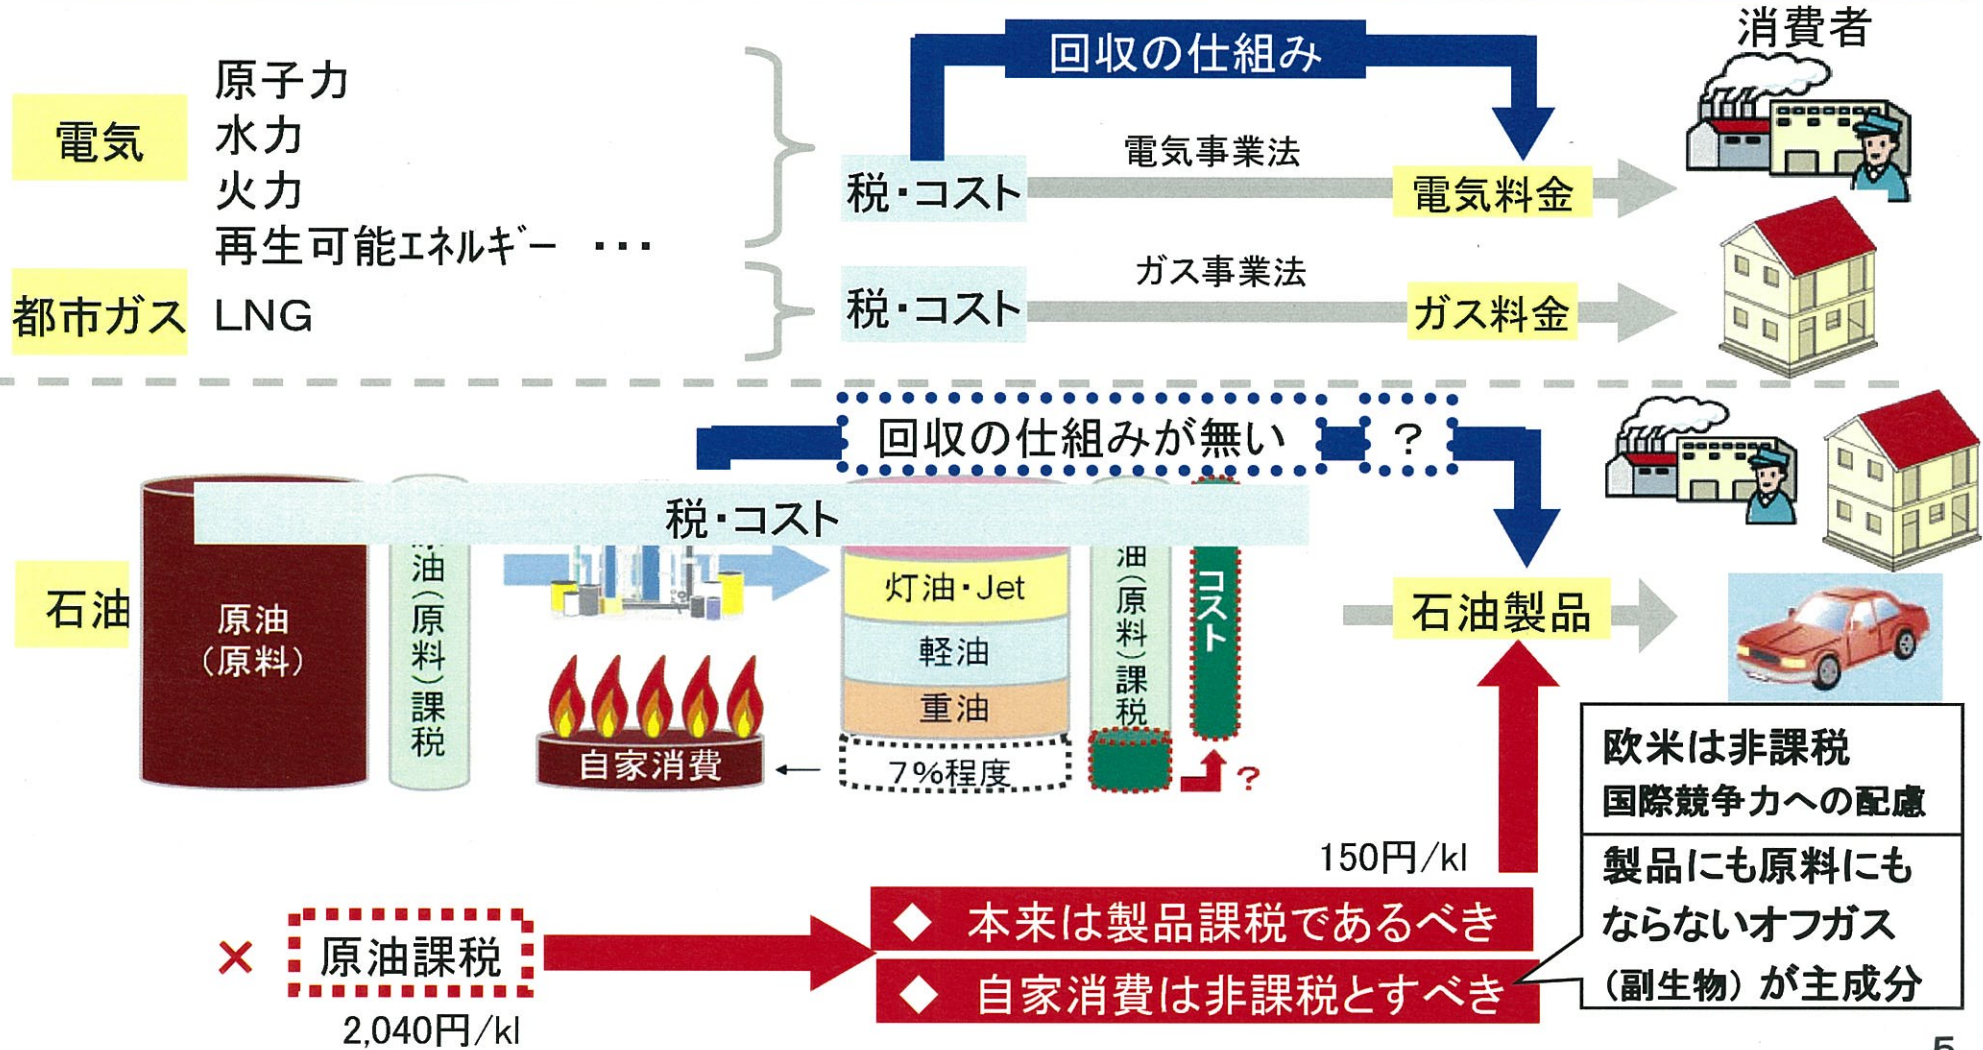 消費者
回収の仕組み
電気
原子力
水力
火力
再生可能ｴﾈﾙｷﾞｰ ・・・
税・コスト
電気事業法
電気料金
都市ガス
LNG
税・コスト
ガス事業法
ガス料金
回収の仕組みが無い
?
税・コスト
石油
原油
（原料）
油（原料）課税
灯油・Jet
軽油
重油
7%程度
自家消費
油（原料）課税
コスト
?
石油製品
欧米は非課税
国際競争力への配慮
製品にも原料にも
ならないオフガス
（副生物）が主成分
150円/kl
× 原油課税
2,040円/kl
◆ 本来は製品課税であるべき
◆ 自家消費は非課税とすべき